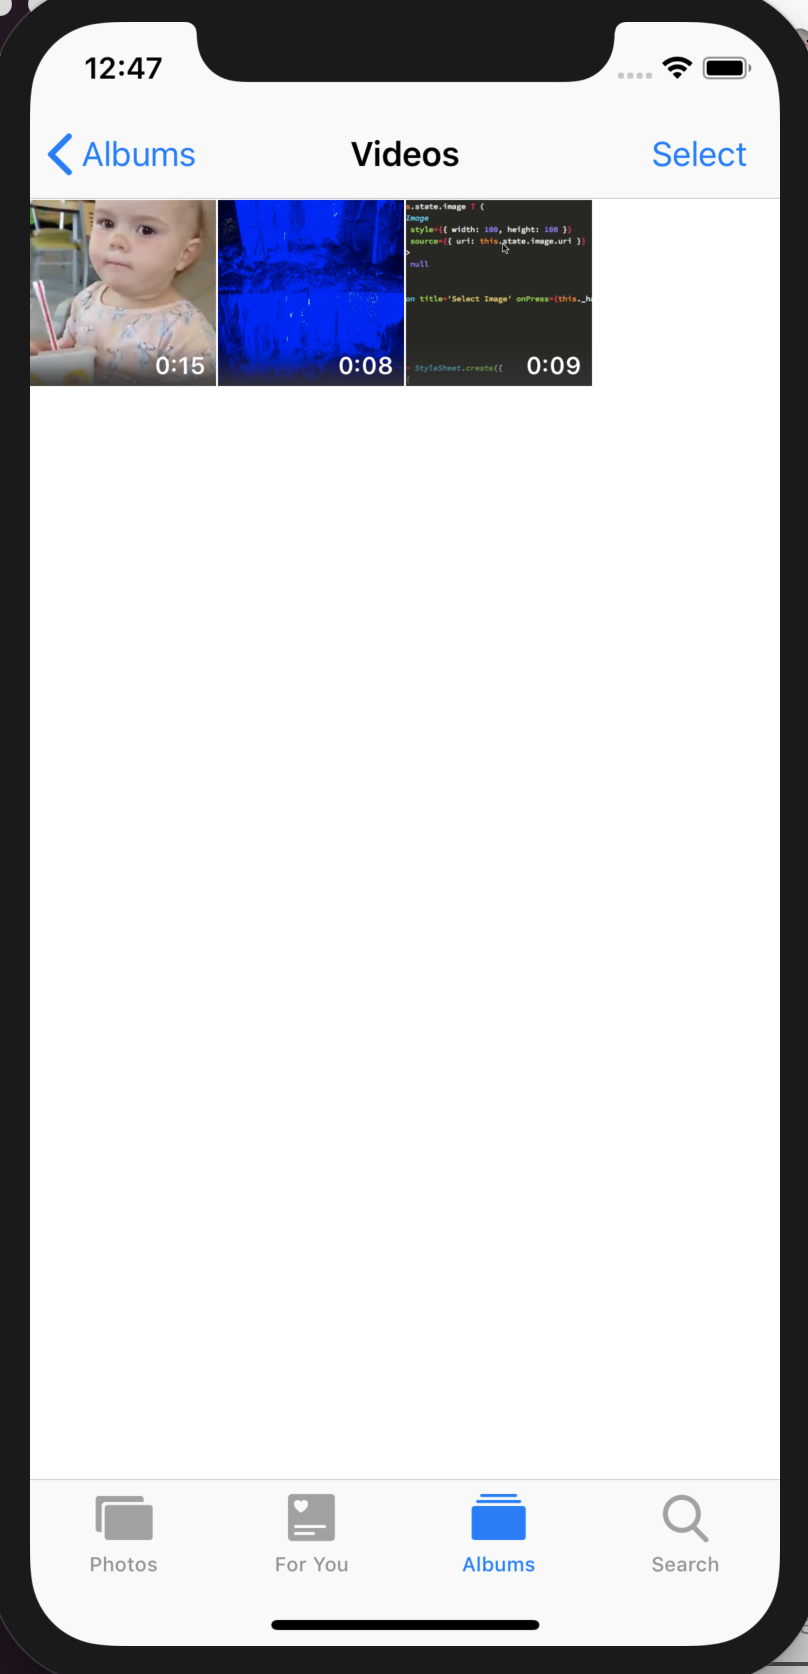 12:47
Albums
Videos
Select
0:15
0:08
s.state.image ? (
Image
style={{ width: 100, height: 100 }}
source={{ uri: this.state.image.uri }}
>
null
on title='Select Image' onPress={this._ha
= StyleSheet.create({
0:09
Photos
For You
Albums
Search